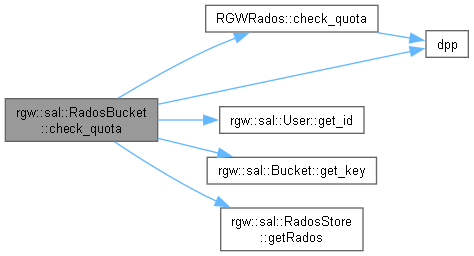 RGWRados::check_quota
dpp
rgw::sal::RadosBucket
::check_quota
rgw::sal::User::get_id
rgw::sal::Bucket::get_key
rgw::sal::RadosStore
::getRados